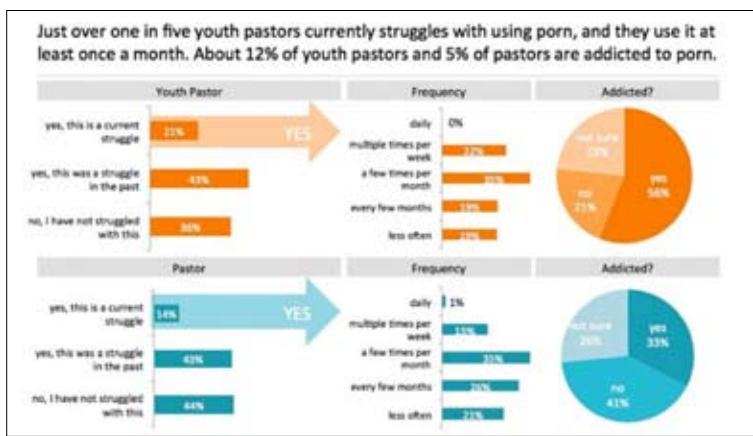 Just over one in five youth pastors currently struggles with using porn, and they use it at
least once a month. About 12% of youth pastors and 5% of pastors are addicted to porn.
Youth Pastor
yes, this is a current
struggle
21%
YES
yes, this was a struggle
in the past
43%
no, I have not struggled
with this
36%
Frequency
daily
0%
multiple times per
week
22%
a few times per
month
35%
every few months
19%
less often
Addicted?
not sure
yes
56%
no
21%
Pastor
yes, this is a current
struggle
14%
YES
yes, this was a struggle
in the past
43%
no, I have not struggled
with this
44%
Frequency
daily
1%
multiple times per
week
a few times per
month
35%
every few months
26%
less often
21%
Addicted?
not sure
26%
yes
33%
no
41%